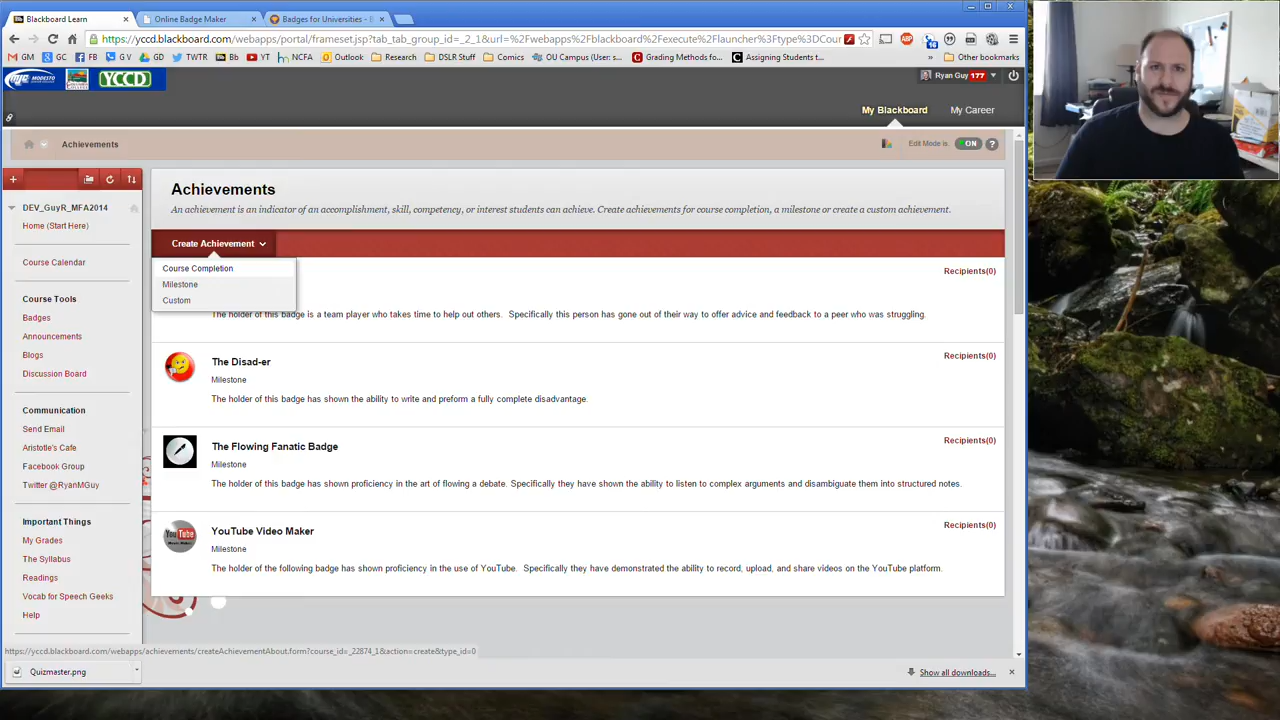 Blackboard Learn
Online Badge Maker
Badges for Universities - B
https://yccd.blackboard.com/webapps/portal/frameset.jsp?tab_tab_group_id=_2_1&url=%2Fwebapps%2Fblackboard%2Fexecute%2Flauncher%3Ftype%3DCour
GM
GC
FB
GV
GD
TWTR
Bb
YT
NCFA
Outlook
Research
DSLR Stuff
Comics
OU Campus (User: s...
Grading Methods fo...
Assigning Students t...
»
Other bookmarks
YCCD
Ryan Guy 177
My Blackboard
My Career
Achievements
Edit Mode is:
ON
?
Achievements
An achievement is an indicator of an accomplishment, skill, competency, or interest students can achieve. Create achievements for course completion, a milestone or create a custom achievement.
Create Achievement
Course Completion
Milestone
Custom
Recipients(0)
The holder of this badge is a team player who takes time to help out others. Specifically this person has gone out of their way to offer advice and feedback to a peer who was struggling.
The Disad-er
Recipients(0)
Milestone
The holder of this badge has shown the ability to write and preform a fully complete disadvantage.
The Flowing Fanatic Badge
Recipients(0)
Milestone
The holder of this badge has shown proficiency in the art of flowing a debate. Specifically they have shown the ability to listen to complex arguments and disambiguate them into structured notes.
YouTube Video Maker
Recipients(0)
Milestone
The holder of the following badge has shown proficiency in the use of YouTube. Specifically they have demonstrated the ability to record, upload, and share videos on the YouTube platform.
DEV_GuyR_MFA2014
Home (Start Here)
Course Calendar
Course Tools
Badges
Announcements
Blogs
Discussion Board
Communication
Send Email
Aristotle's Cafe
Facebook Group
Twitter @RyanMGuy
Important Things
My Grades
The Syllabus
Readings
Vocab for Speech Geeks
Help
https://yccd.blackboard.com/webapps/achievements/createAchievementAbout.form?course_id=_22874_1&action=create&type_id=0
Quizmaster.png
Show all downloads...